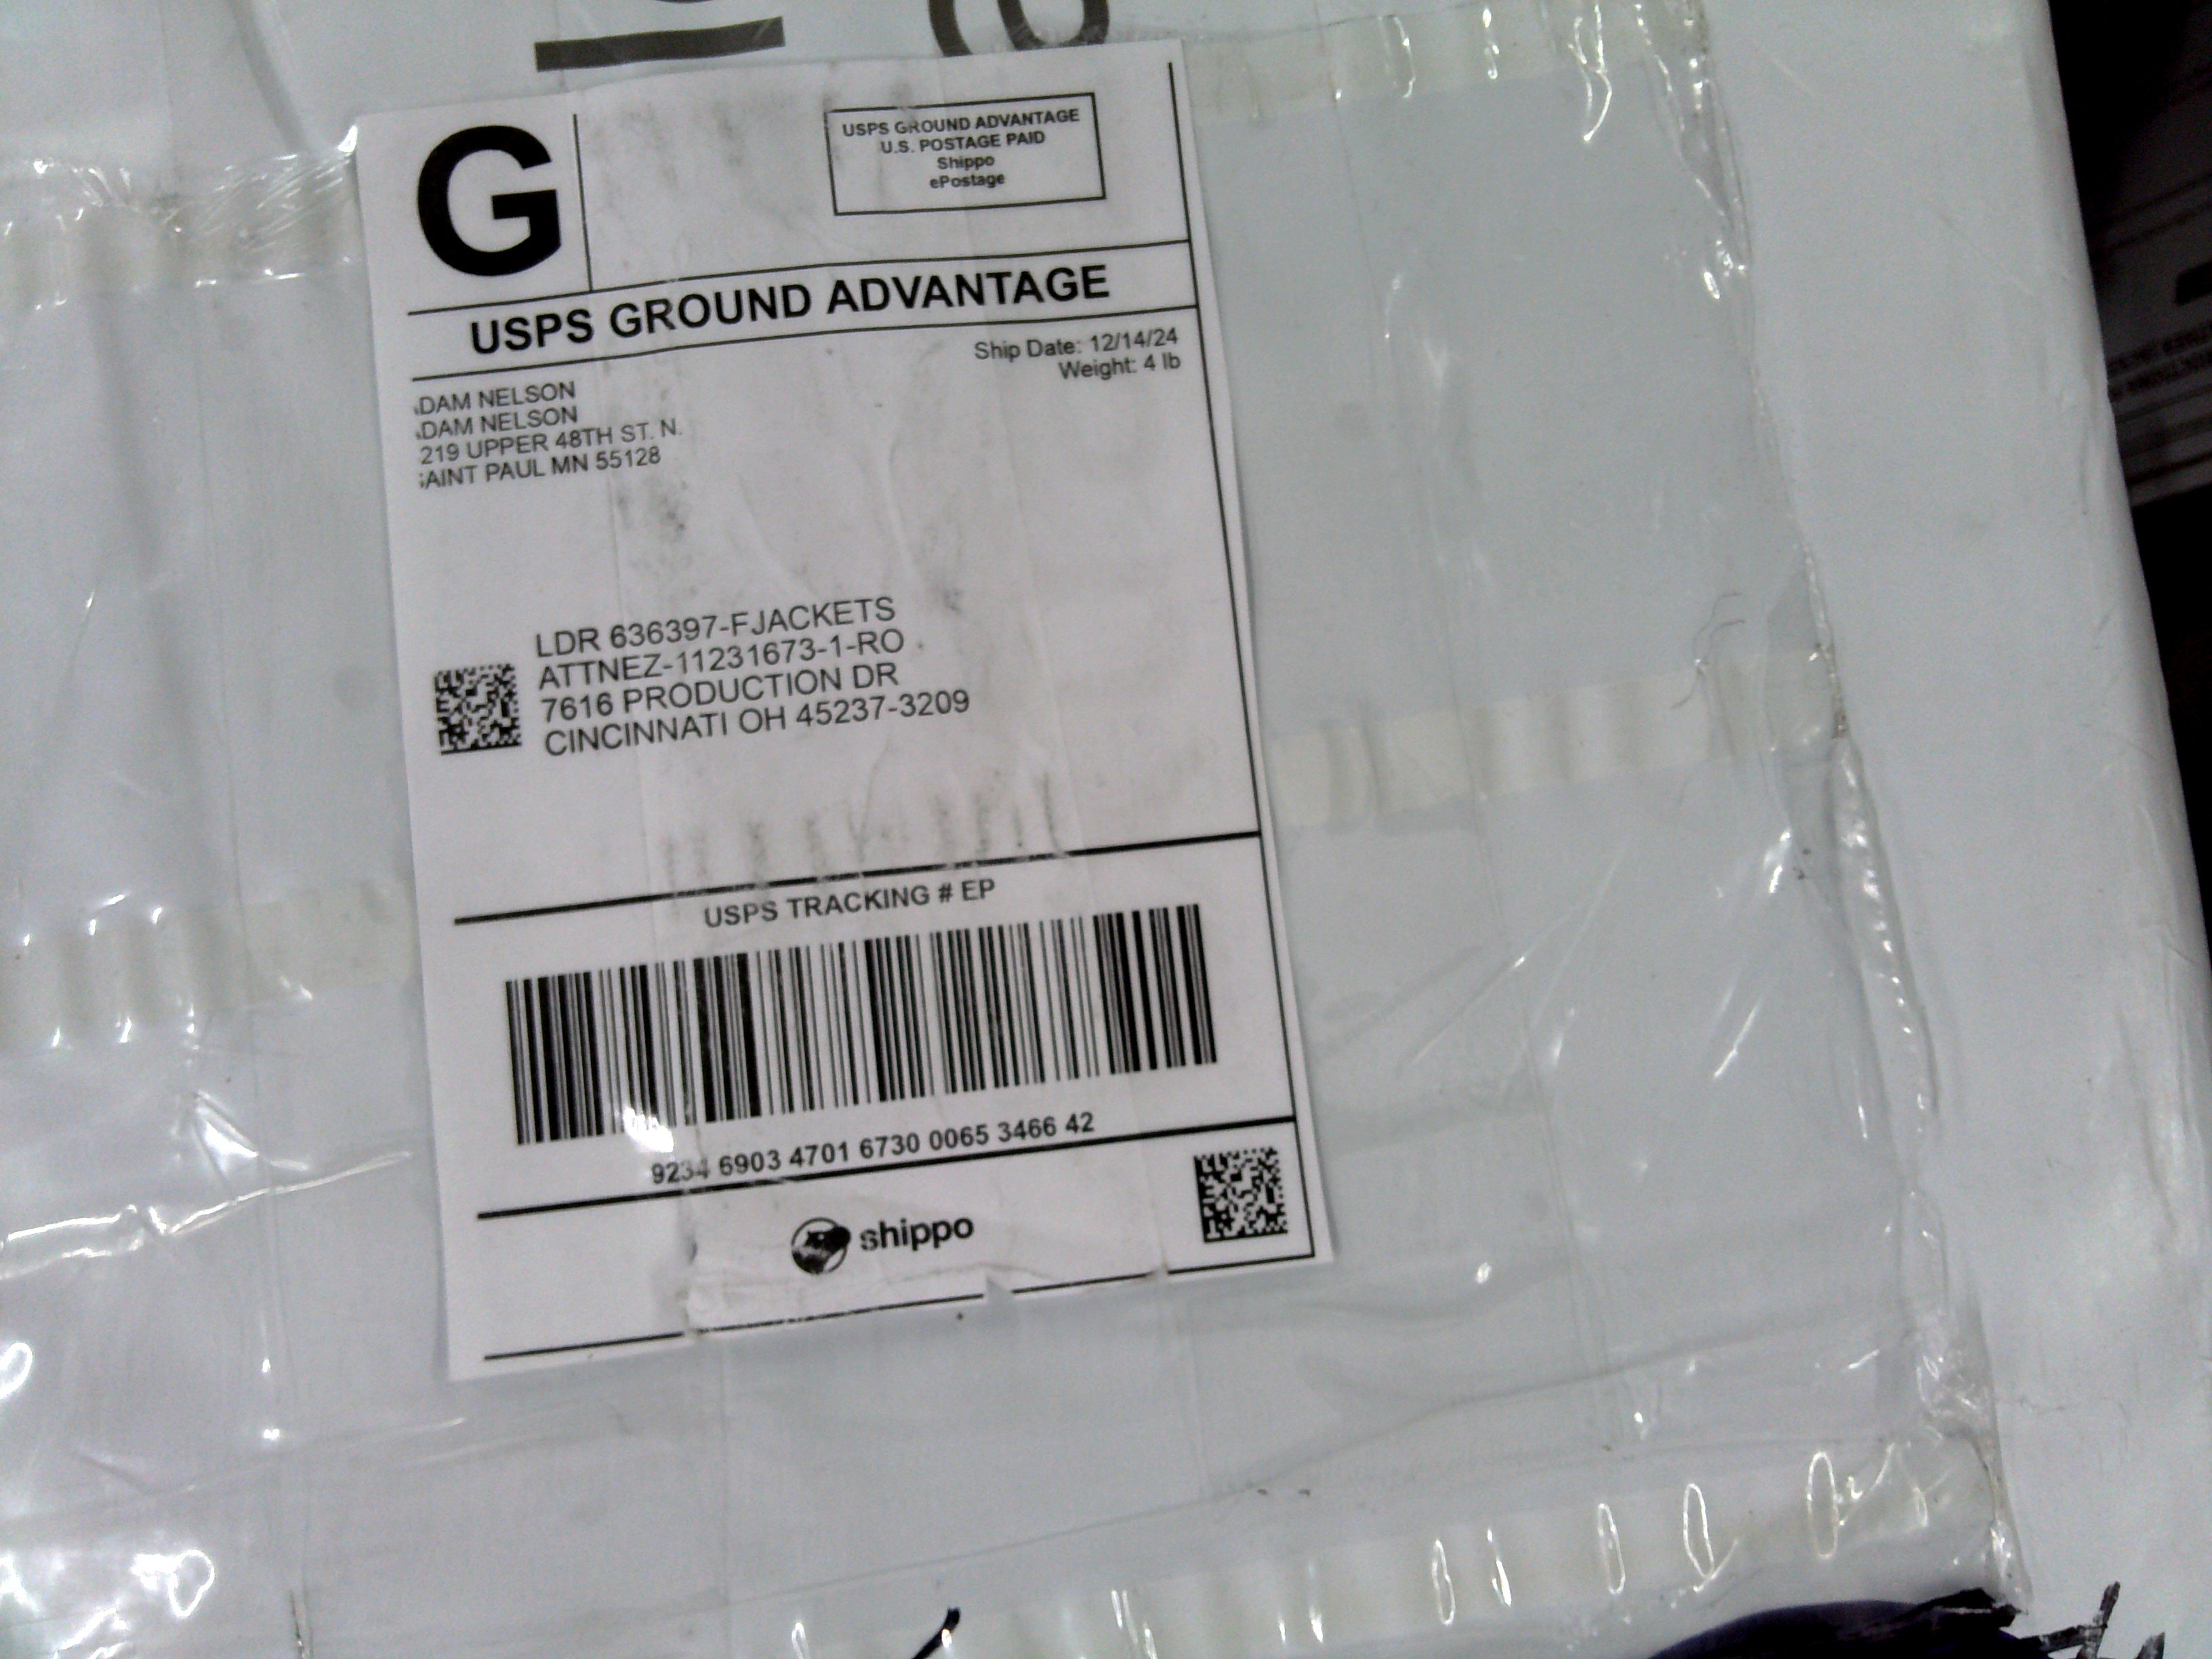 G
USPS GROUND ADVANTAGE
U.S. POSTAGE PAID
Shippo
ePostage
USPS GROUND ADVANTAGE
Ship Date: 12/14/24
Weight: 4 lb
DAM NELSON
DAM NELSON
219 UPPER 48TH ST. N.
AINT PAUL MN 55128
LDR 636397-FJACKETS
ATTNEZ-11231673-1-RO
7616 PRODUCTION DR
CINCINNATI OH 45237-3209
USPS TRACKING # EP
9234 6903 4701 6730 0065 3466 42
shippo